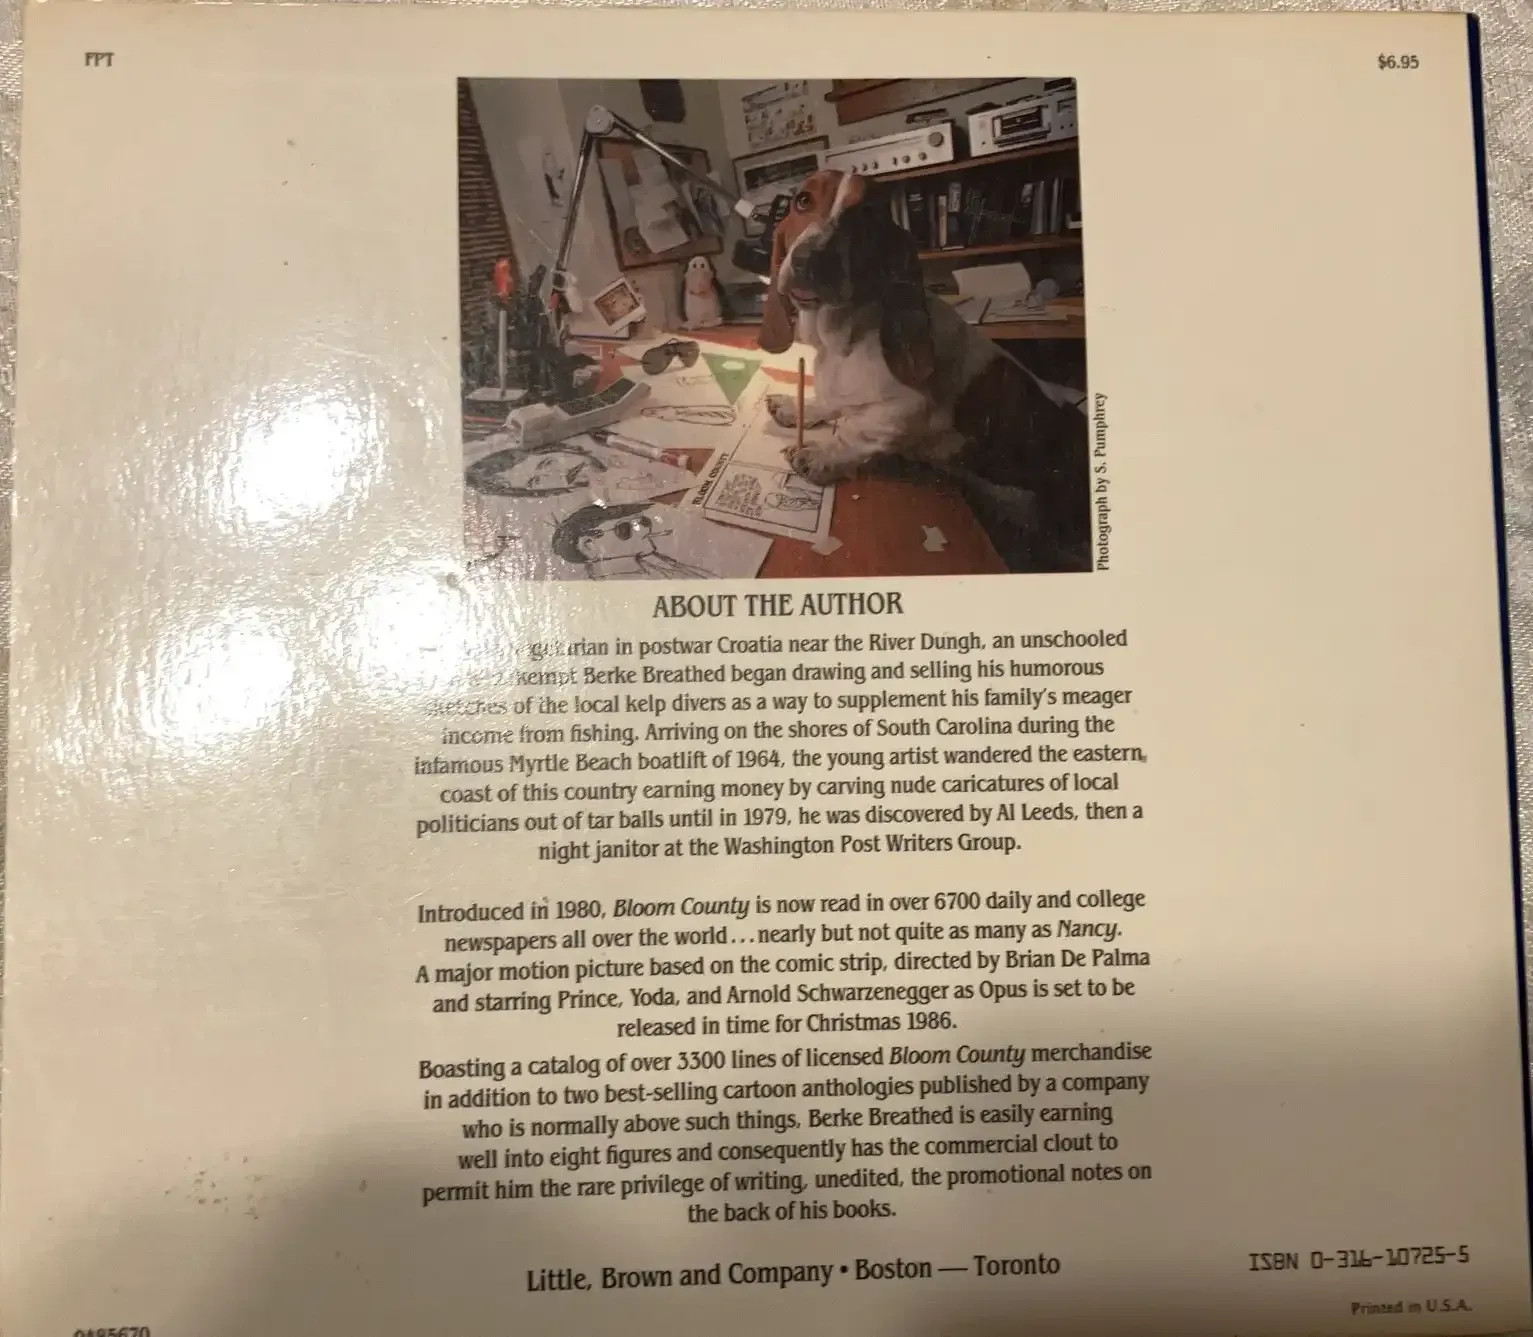 FPT
$6.95
BLOOM COUNTY
Photograph by S. Pumphrey
ABOUT THE AUTHOR
in postwar Croatia near the River Dungh, an unschooled
Berke Breathed began drawing and selling his humorous
sketches of the local kelp divers as a way to supplement his family's meager
income from fishing. Arriving on the shores of South Carolina during the
infamous Myrtle Beach boatlift of 1964, the young artist wandered the eastern
coast of this country earning money by carving nude caricatures of local
politicians out of tar balls until in 1979, he was discovered by Al Leeds, then a
night janitor at the Washington Post Writers Group.
Introduced in 1980, Bloom County is now read in over 6700 daily and college
newspapers all over the world...nearly but not quite as many as Nancy.
A major motion picture based on the comic strip, directed by Brian De Palma
and starring Prince, Yoda, and Arnold Schwarzenegger as Opus is set to be
released in time for Christmas 1986.
Boasting a catalog of over 3300 lines of licensed Bloom County merchandise
in addition to two best-selling cartoon anthologies published by a company
who is normally above such things, Berke Breathed is easily earning
well into eight figures and consequently has the commercial clout to
permit him the rare privilege of writing, unedited, the promotional notes on
the back of his books.
Little, Brown and Company • Boston — Toronto
ISBN 0-316-10725-5
Printed in U.S.A.